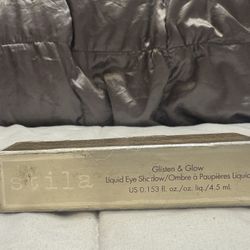 stila
Glisten & Glow
Liquid Eye Shadow/Ombre à Paupières Liquide
US 0.153 fl. oz./oz. liq./4.5 ml.